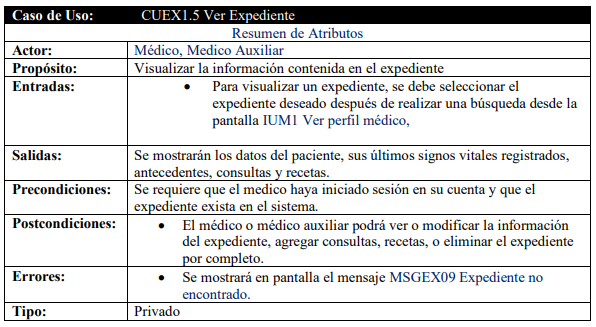 Caso de Uso: CUEX1.5 Ver Expediente
Resumen de Atributos
Actor: Médico, Medico Auxiliar
Propósito: Visualizar la información contenida en el expediente
Entradas: • Para visualizar un expediente, se debe seleccionar el
expediente deseado después de realizar una búsqueda desde la
pantalla IUM1 Ver perfil médico,
Salidas: Se mostrarán los datos del paciente, sus últimos signos vitales registrados,
antecedentes, consultas y recetas.
Precondiciones: Se requiere que el medico haya iniciado sesión en su cuenta y que el
expediente exista en el sistema.
Postcondiciones: • El médico o médico auxiliar podrá ver o modificar la información
del expediente, agregar consultas, recetas, o eliminar el expediente
por completo.
Errores: • Se mostrará en pantalla el mensaje MSGEX09 Expediente no
encontrado.
Tipo: Privado